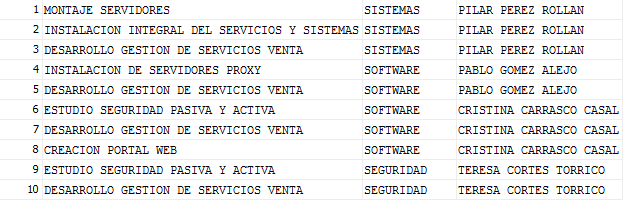 1 MONTAJE SERVIDORES SISTEMAS PILAR PEREZ ROLLAN
2 INSTALACION INTEGRAL DEL SERVICIOS Y SISTEMAS SISTEMAS PILAR PEREZ ROLLAN
3 DESARROLLO GESTION DE SERVICIOS VENTA SISTEMAS PILAR PEREZ ROLLAN
4 INSTALACION DE SERVIDORES PROXY SOFTWARE PABLO GOMEZ ALEJO
5 DESARROLLO GESTION DE SERVICIOS VENTA SOFTWARE PABLO GOMEZ ALEJO
6 ESTUDIO SEGURIDAD PASIVA Y ACTIVA SOFTWARE CRISTINA CARRASCO CASAL
7 DESARROLLO GESTION DE SERVICIOS VENTA SOFTWARE CRISTINA CARRASCO CASAL
8 CREACION PORTAL WEB SOFTWARE CRISTINA CARRASCO CASAL
9 ESTUDIO SEGURIDAD PASIVA Y ACTIVA SEGURIDAD TERESA CORTES TORRICO
10 DESARROLLO GESTION DE SERVICIOS VENTA SEGURIDAD TERESA CORTES TORRICO